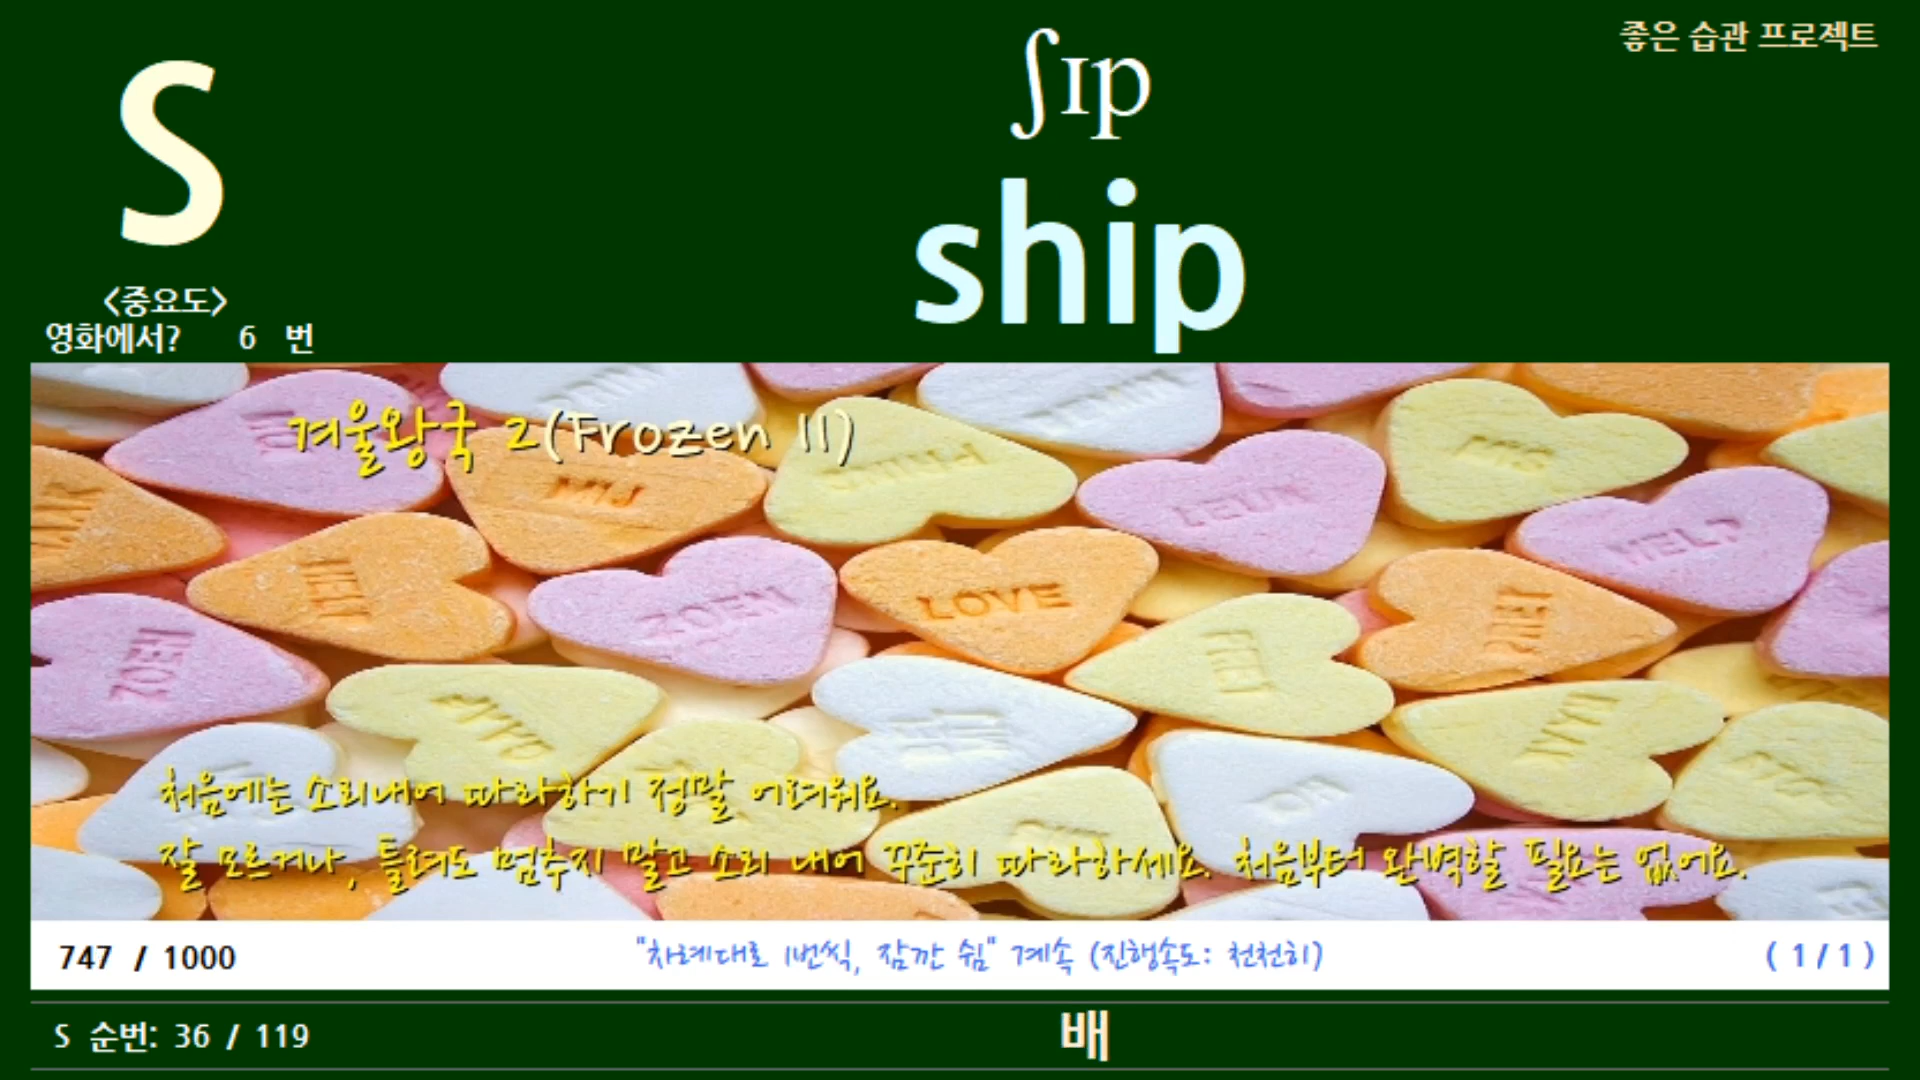 좋은 습관 프로젝트
S
ʃɪp
ship
<중요도>
영화에서? 6 번
겨울왕국 2(Frozen II)
MIJ
LEUK
MIS
HELP
ZOEN
LOVE
처음에는 소리내어 따라하기 정말 어려워요.
잘 모르거나, 틀려도 멈추지 말고 소리 내어 꾸준히 따라하세요. 처음부터 완벽할 필요는 없어요.
747 / 1000
"차례대로 1번씩, 잠깐 쉼" 계속 (진행속도: 천천히)
( 1 / 1 )
S 순번: 36 / 119
배